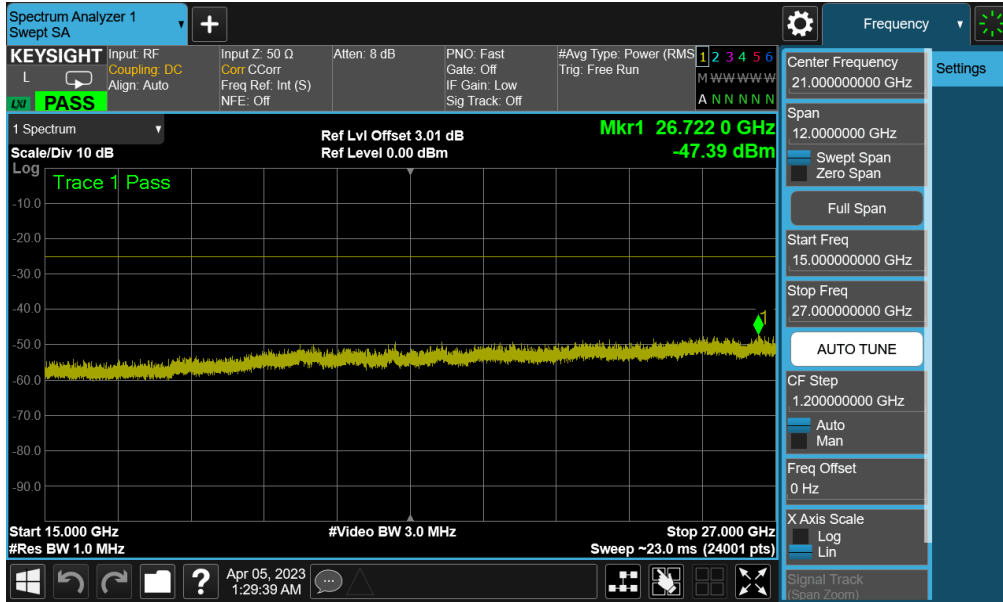 Spectrum Analyzer 1
Swept SA
Frequency
KEYSIGHT
L
LXI
PASS
Input: RF
Coupling: DC
Align: Auto
Input Z: 50 Ω
Corr CCorr
Freq Ref: Int (S)
NFE: Off
Atten: 8 dB
PNO: Fast
Gate: Off
IF Gain: Low
Sig Track: Off
#Avg Type: Power (RMS
Trig: Free Run
1 2 3 4 5 6
M W W W W W
A N N N N N
1 Spectrum
Scale/Div 10 dB
Ref Lvl Offset 3.01 dB
Ref Level 0.00 dBm
Mkr1 26.722 0 GHz
-47.39 dBm
Log
Trace 1 Pass
-10.0
-20.0
-30.0
-40.0
-50.0
-60.0
-70.0
-80.0
-90.0
1
Start 15.000 GHz
#Res BW 1.0 MHz
#Video BW 3.0 MHz
Stop 27.000 GHz
Sweep ~23.0 ms (24001 pts)
Apr 05, 2023
1:29:39 AM
Center Frequency
21.000000000 GHz
Span
12.0000000 GHz
Swept Span
Zero Span
Full Span
Start Freq
15.000000000 GHz
Stop Freq
27.000000000 GHz
AUTO TUNE
CF Step
1.200000000 GHz
Auto
Man
Freq Offset
0 Hz
X Axis Scale
Log
Lin
Signal Track
(Span Zoom)
Settings